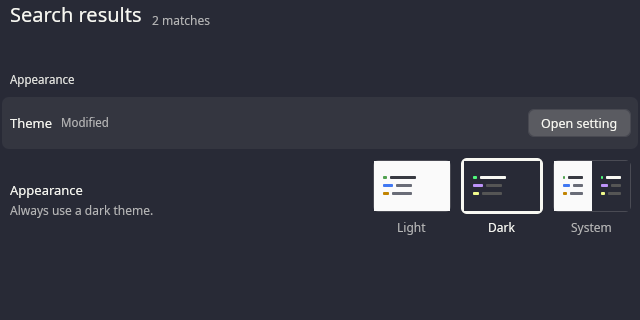 Search results 2 matches
Appearance
Theme Modified Open setting
Appearance
Always use a dark theme.
Light Dark System